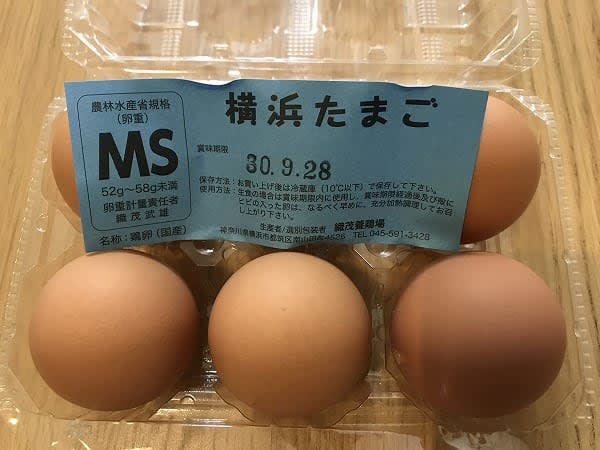 農林水産省規格
(卵重)
MS
52g～58g未満
卵重計量責任者
織茂武雄
名称：鶏卵（国産）
横浜たまご
賞味期限
30.9.28
保存方法：お買い上げ後は冷蔵庫（10℃以下）で保存して下さい。
使用方法：生食の場合は賞味期限内に使用し、賞味期限経過後及び殻に
ヒビの入った卵は、なるべく早めに、充分加熱調理してお召
し上がり下さい。
生産者/選別包装者 織茂養鶏場
神奈川県横浜市都筑区南山田町4526 TEL 045-591-3428